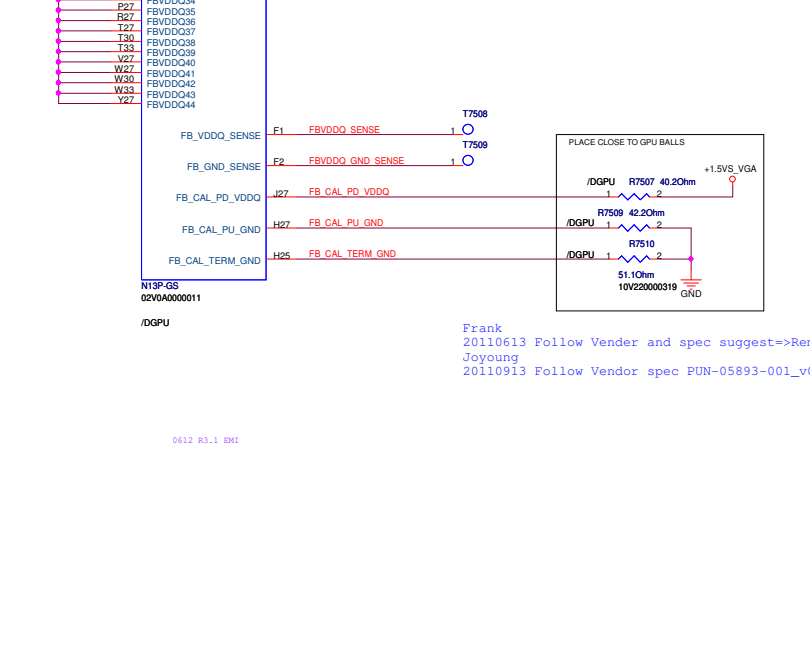 FBVDDQ34
P27 FBVDDQ35
R27 FBVDDQ36
T27 FBVDDQ37
T30 FBVDDQ38
T33 FBVDDQ39
V27 FBVDDQ40
W27 FBVDDQ41
W30 FBVDDQ42
W33 FBVDDQ43
Y27 FBVDDQ44
T7508
FB_VDDQ_SENSE F1 FBVDDQ_SENSE 1
T7509
FB_GND_SENSE F2 FBVDDQ_GND_SENSE 1
PLACE CLOSE TO GPU BALLS
+1.5VS_VGA
/DGPU R7507 40.2Ohm
FB_CAL_PD_VDDQ J27 FB_CAL_PD_VDDQ 1 2
R7509 42.2Ohm
FB_CAL_PU_GND H27 FB_CAL_PU_GND /DGPU 1 2
R7510
FB_CAL_TERM_GND H25 FB_CAL_TERM_GND /DGPU 1 2
51.1Ohm
10V220000319
GND
N13P-GS
02V0A0000011
/DGPU
Frank
20110613 Follow Vender and spec suggest=>Rem
Joyoung
20110913 Follow Vendor spec PUN-05893-001_v0
0612 R3.1 EMI